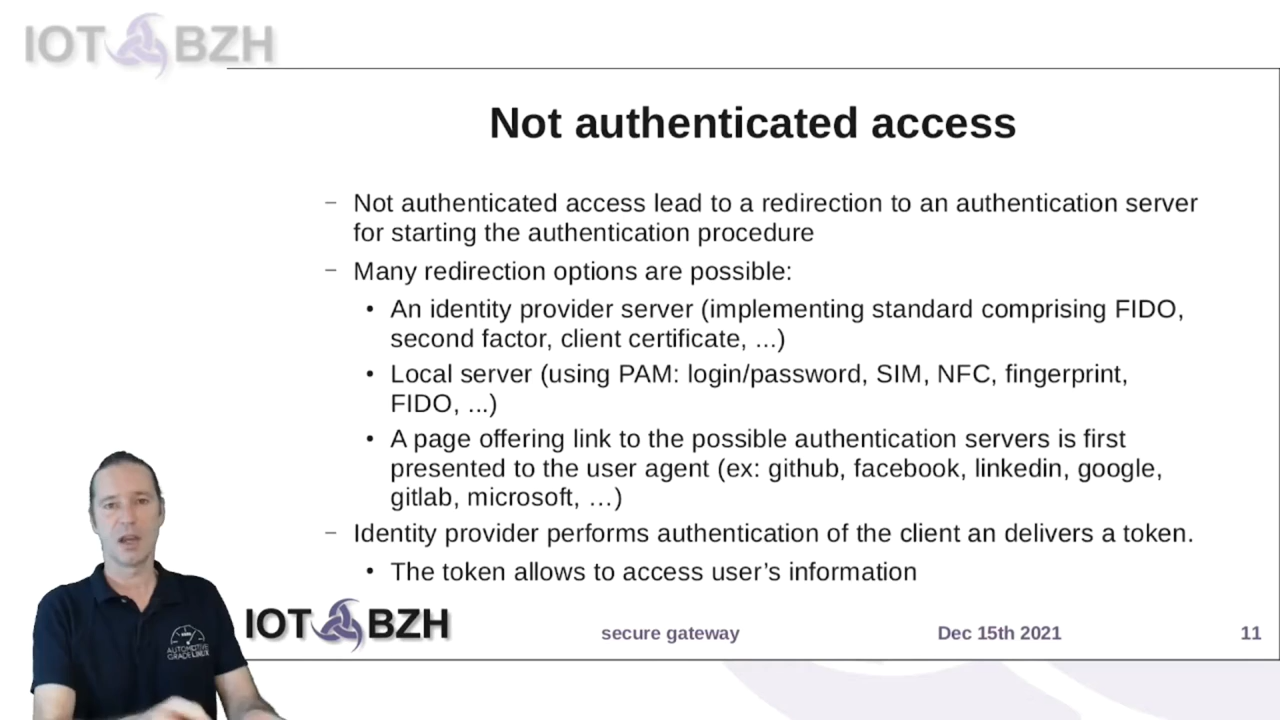 IOT BZH
Not authenticated access
– Not authenticated access lead to a redirection to an authentication server
for starting the authentication procedure
– Many redirection options are possible:
• An identity provider server (implementing standard comprising FIDO,
second factor, client certificate, ...)
• Local server (using PAM: login/password, SIM, NFC, fingerprint,
FIDO, ...)
• A page offering link to the possible authentication servers is first
presented to the user agent (ex: github, facebook, linkedin, google,
gitlab, microsoft, …)
– Identity provider performs authentication of the client an delivers a token.
• The token allows to access user’s information
IOT BZH
secure gateway
Dec 15th 2021
11
AUTOMOTIVE
GRADE LINUX